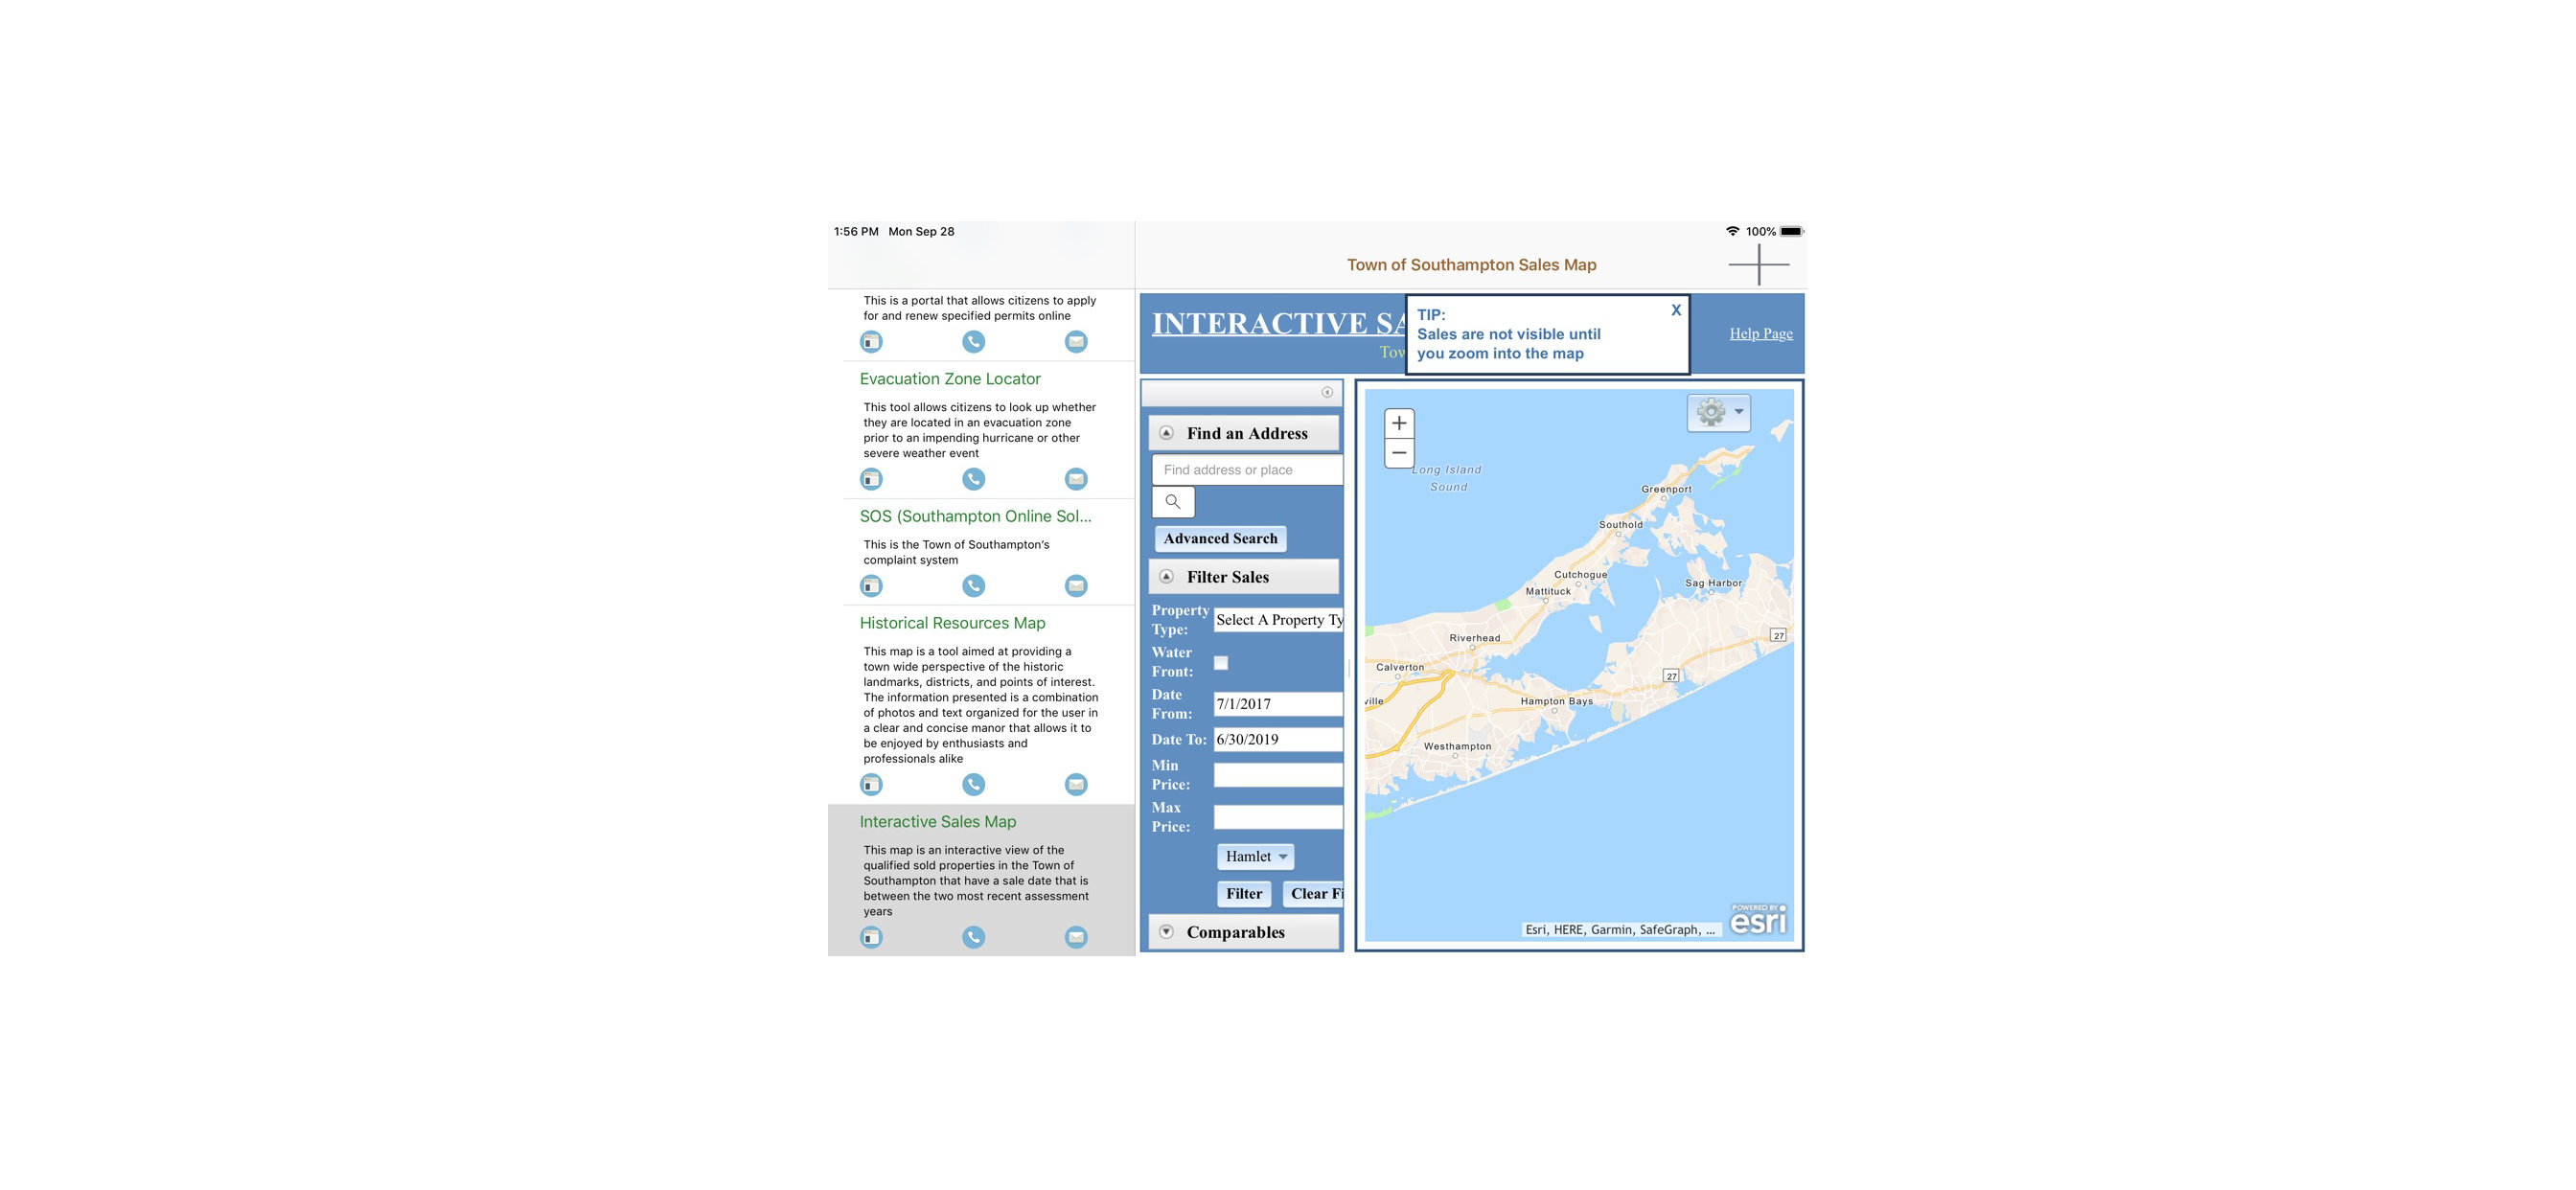 1:56 PM Mon Sep 28
100%
Town of Southampton Sales Map
This is a portal that allows citizens to apply
for and renew specified permits online
Evacuation Zone Locator
This tool allows citizens to look up whether
they are located in an evacuation zone
prior to an impending hurricane or other
severe weather event
SOS (Southampton Online Sol...
This is the Town of Southampton's
complaint system
Historical Resources Map
This map is a tool aimed at providing a
town wide perspective of the historic
landmarks, districts, and points of interest.
The information presented is a combination
of photos and text organized for the user in
a clear and concise manor that allows it to
be enjoyed by enthusiasts and
professionals alike
Interactive Sales Map
This map is an interactive view of the
qualified sold properties in the Town of
Southampton that have a sale date that is
between the two most recent assessment
years
INTERACTIVE SA
Tow
TIP:
X
Sales are not visible until
you zoom into the map
Help Page
Find an Address
Find address or place
Advanced Search
Filter Sales
Property
Type:
Select A Property Ty
Water
Front:
Date
From:
7/1/2017
Date To:
6/30/2019
Min
Price:
Max
Price:
Hamlet
Filter
Clear Fi
Comparables
+
−
Long Island
Sound
Greenport
Southold
Cutchogue
Sag Harbor
Mattituck
Riverhead
27
Calverton
27
ville
Hampton Bays
Westhampton
POWERED BY
esri
Esri, HERE, Garmin, SafeGraph, ...